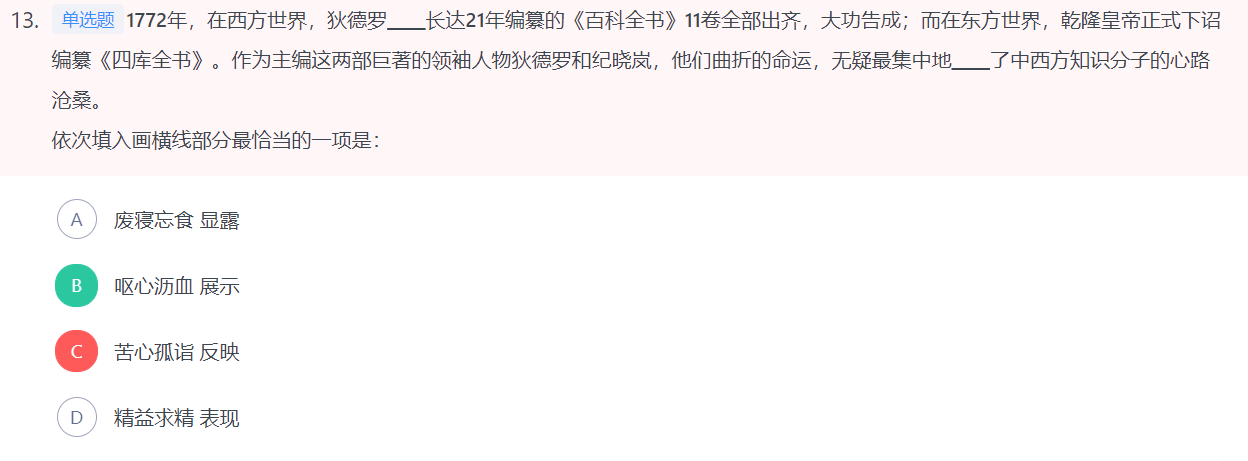 13. 单选题 1772年，在西方世界，狄德罗____长达21年编纂的《百科全书》11卷全部出齐，大功告成；而在东方世界，乾隆皇帝正式下诏
编纂《四库全书》。作为主编这两部巨著的领袖人物狄德罗和纪晓岚，他们曲折的命运，无疑最集中地____了中西方知识分子的心路
沧桑。
依次填入画横线部分最恰当的一项是：
A 废寝忘食 显露
B 呕心沥血 展示
C 苦心孤诣 反映
D 精益求精 表现